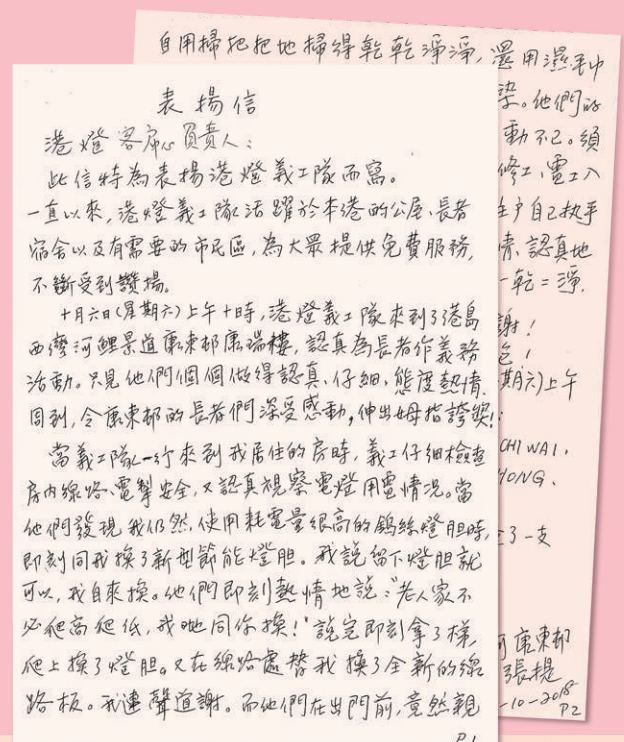 表揚信
港燈客戶心負責人：
此信特為表揚港燈義工隊而寫。
一直以來，港燈義工隊活躍於本港的公屋、長者
宿舍以及有需要的市民區，為大眾提供免費服務，
不斷受到讚揚。
十月六日(星期六)上午十時，港燈義工隊來到了港島
西灣河鯉景道康東邨康瑞樓，認真為長者作義務
活動。只見他們個個做得認真、仔細、態度熱情
周到，令康東邨的長者們深受感動，伸出姆指誇獎！
當義工隊一行來到我居住的房時，義工仔細檢查
房內線路、電掣安全，又認真視察電燈用電情況。當
他們發現我仍然，使用耗電量很高的鎢絲燈胆時，
即刻同我換了新型節能燈胆。我說留下燈胆就
可以，我自來換。他們即刻熱情地說："老人家不
必爬高爬低，我哋同你換！"說完即刻拿了梯，
爬上換了燈胆。又在線路處替我換了全新的線
路板。我連聲道謝。而他們在出門前，竟然親
P1
自用掃把把地掃得乾乾淨淨，還用濕毛巾
染。他們的
動不已。須
修工、電工入
住戶自己执手
情、認真地
一乾二淨。
謝！
期六)上午
CHI WAI.
HONG.
了一支
康東邨
張提
-10-2018
P2